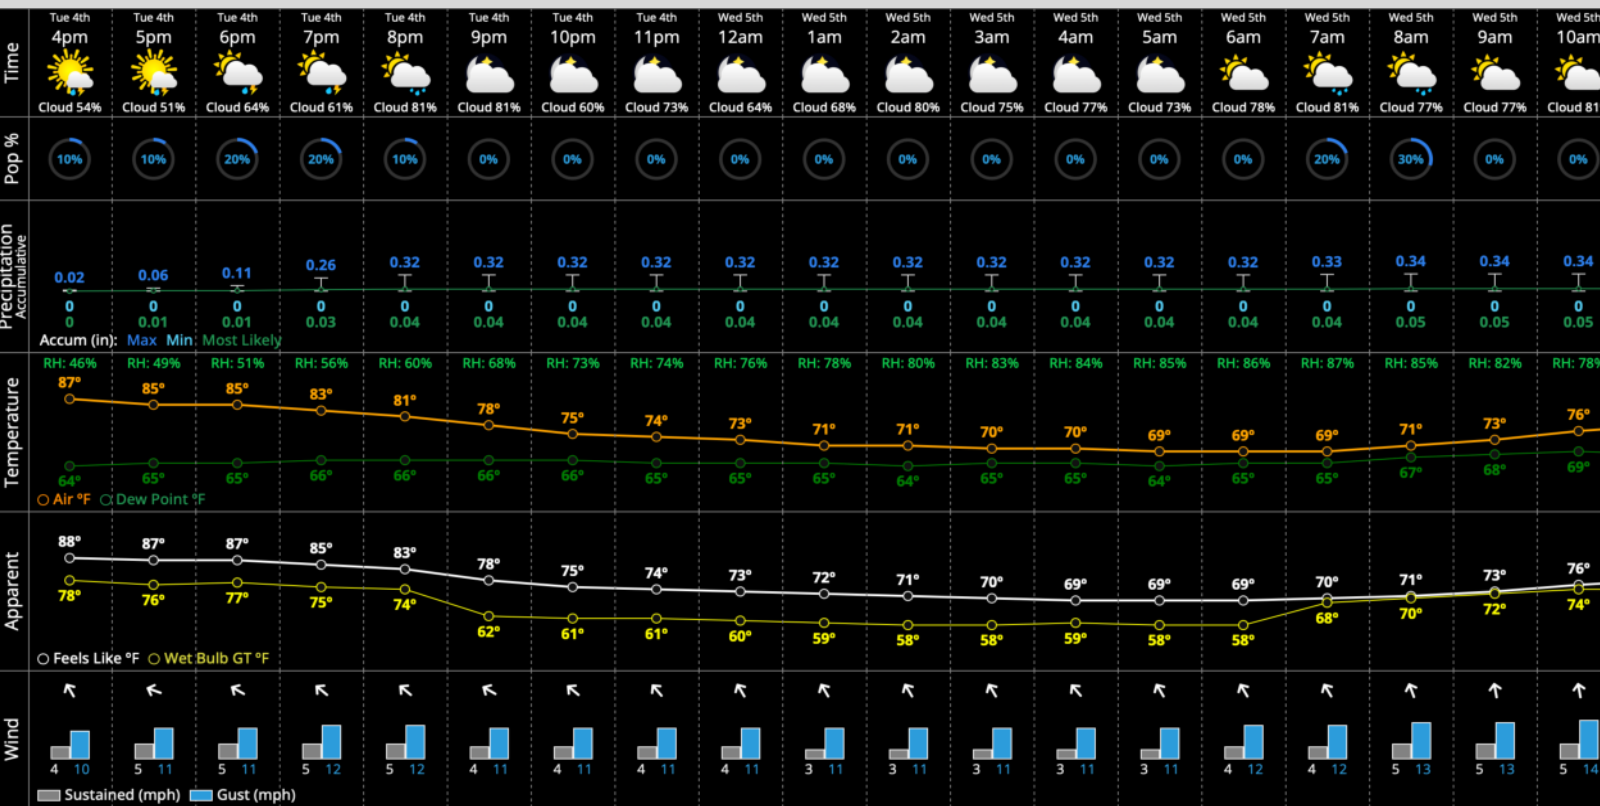 Time
Tue 4th Tue 4th Tue 4th Tue 4th Tue 4th Tue 4th Tue 4th Tue 4th Wed 5th Wed 5th Wed 5th Wed 5th Wed 5th Wed 5th Wed 5th Wed 5th Wed 5th Wed 5th Wed 5th
4pm 5pm 6pm 7pm 8pm 9pm 10pm 11pm 12am 1am 2am 3am 4am 5am 6am 7am 8am 9am 10am
Cloud 54% Cloud 51% Cloud 64% Cloud 61% Cloud 81% Cloud 81% Cloud 60% Cloud 73% Cloud 64% Cloud 68% Cloud 80% Cloud 75% Cloud 77% Cloud 73% Cloud 78% Cloud 81% Cloud 77% Cloud 77% Cloud 81
Pop %
10% 10% 20% 20% 10% 0% 0% 0% 0% 0% 0% 0% 0% 0% 0% 20% 30% 0% 0%
Precipitation
Accumulative
0.02 0.06 0.11 0.26 0.32 0.32 0.32 0.32 0.32 0.32 0.32 0.32 0.32 0.32 0.32 0.33 0.34 0.34 0.34
0 0 0 0 0 0 0 0 0 0 0 0 0 0 0 0 0 0 0
0 0.01 0.01 0.03 0.04 0.04 0.04 0.04 0.04 0.04 0.04 0.04 0.04 0.04 0.04 0.04 0.05 0.05 0.05
Accum (in): Max Min Most Likely
Temperature
RH: 46% RH: 49% RH: 51% RH: 56% RH: 60% RH: 68% RH: 73% RH: 74% RH: 76% RH: 78% RH: 80% RH: 83% RH: 84% RH: 85% RH: 86% RH: 87% RH: 85% RH: 82% RH: 78%
87° 85° 85° 83° 81° 78° 75° 74° 73° 71° 71° 70° 70° 69° 69° 69° 71° 73° 76°
64° 65° 65° 66° 66° 66° 66° 65° 65° 65° 64° 65° 65° 64° 65° 65° 67° 68° 69°
Air °F Dew Point °F
Apparent
88° 87° 87° 85° 83° 78° 75° 74° 73° 72° 71° 70° 69° 69° 69° 70° 71° 73° 76°
78° 76° 77° 75° 74° 62° 61° 61° 60° 59° 58° 58° 59° 58° 58° 68° 70° 72° 74°
Feels Like °F Wet Bulb GT °F
Wind
4 10 5 11 5 11 5 12 5 12 4 11 4 11 4 11 4 11 3 11 3 11 3 11 3 11 3 11 4 12 4 12 5 13 5 13 5 14
Sustained (mph) Gust (mph)